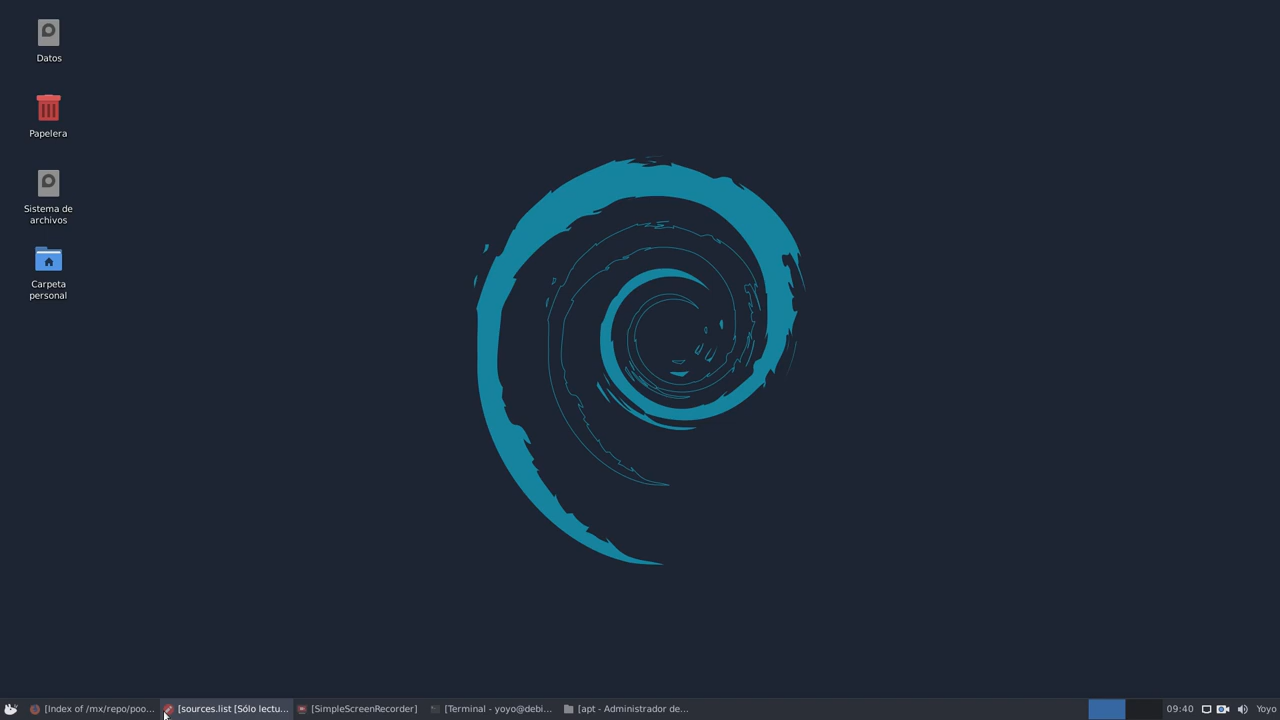 Datos
Papelera
Sistema de
archivos
Carpeta
personal
[Index of /mx/repo/poo...
[sources.list [Sólo lectu...
[SimpleScreenRecorder]
[Terminal - yoyo@debi...
[apt - Administrador de...
09:40
Yoyo